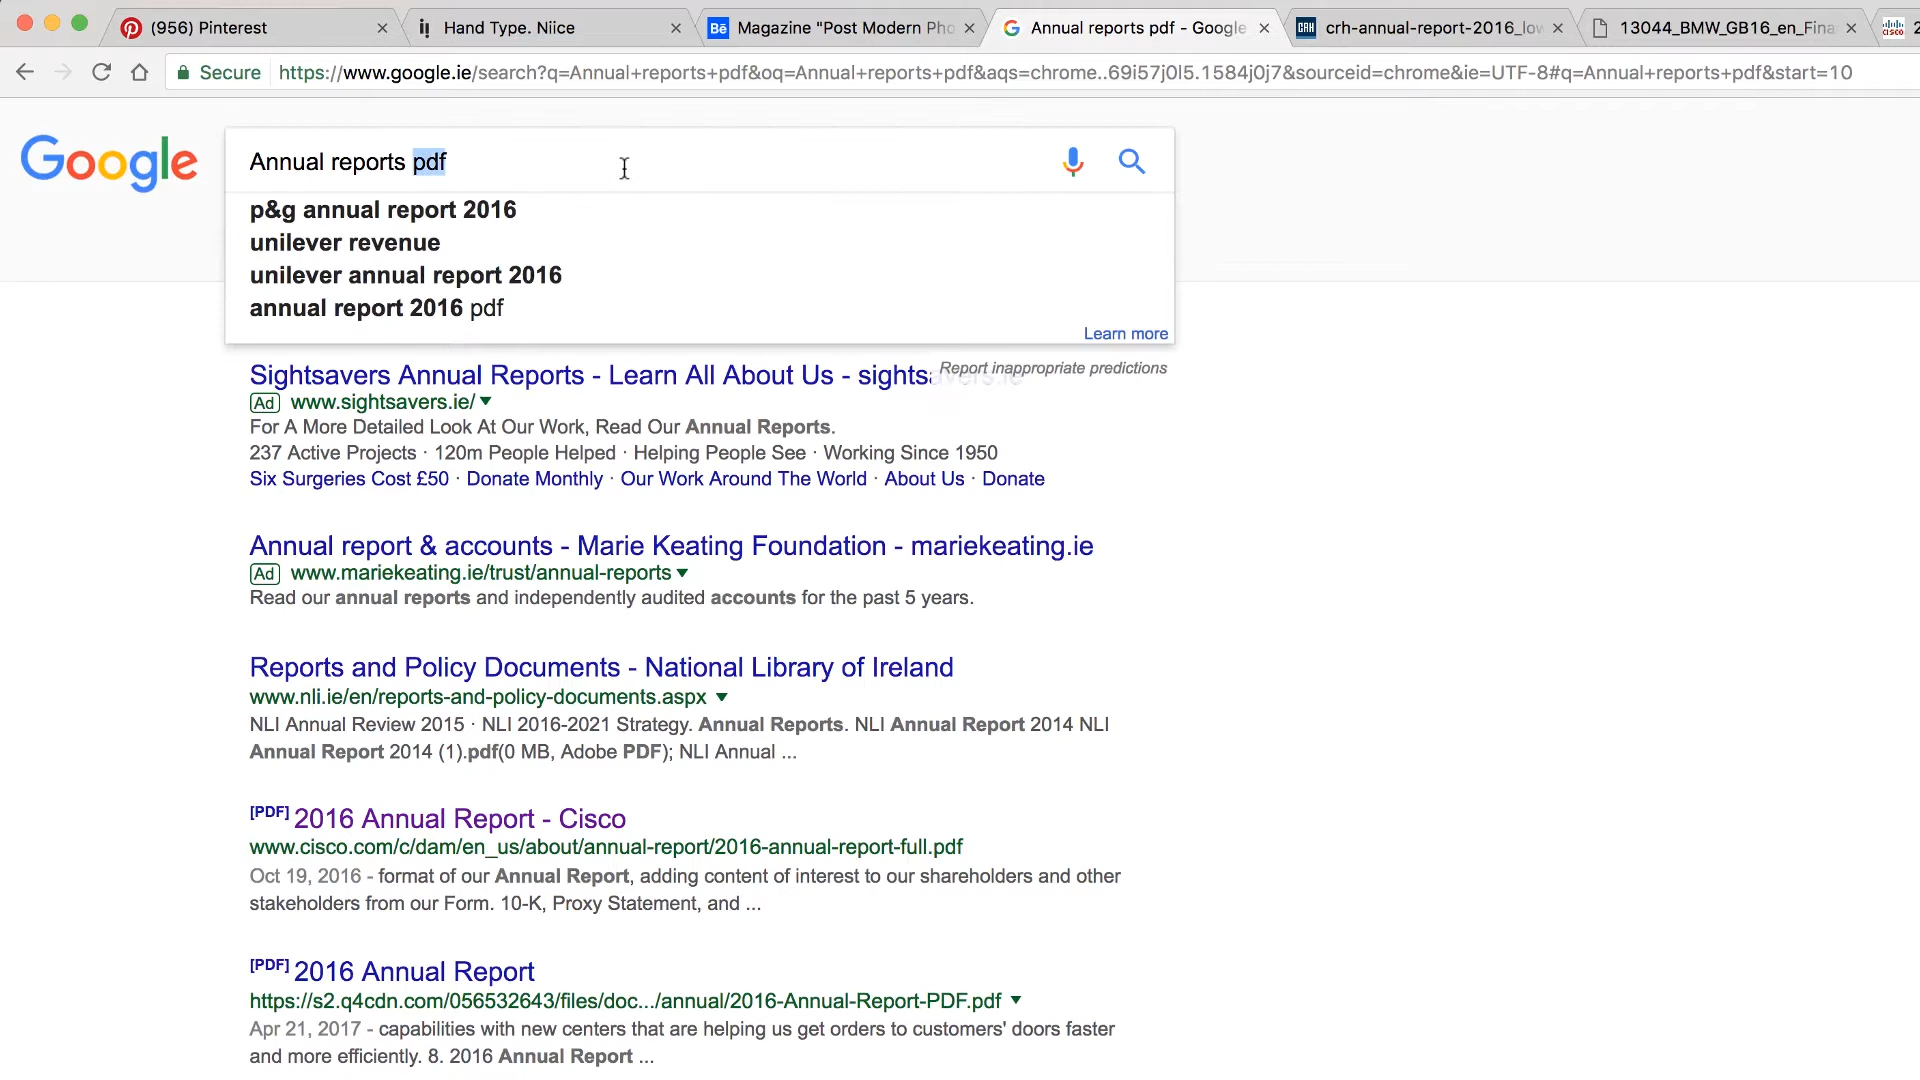 (956) Pinterest
Hand Type. Niice
Bē Magazine "Post Modern Pho
Annual reports pdf - Google
CRH crh-annual-report-2016_low
13044_BMW_GB16_en_Fina
cisco 2
Secure https://www.google.ie/search?q=Annual+reports+pdf&oq=Annual+reports+pdf&aqs=chrome..69i57j0l5.1584j0j7&sourceid=chrome&ie=UTF-8#q=Annual+reports+pdf&start=10
Google
Annual reports pdf
p&g annual report 2016
unilever revenue
unilever annual report 2016
annual report 2016 pdf
Learn more
Report inappropriate predictions
Sightsavers Annual Reports - Learn All About Us - sightsavers.ie
Ad www.sightsavers.ie/
For A More Detailed Look At Our Work, Read Our Annual Reports.
237 Active Projects · 120m People Helped · Helping People See · Working Since 1950
Six Surgeries Cost £50 · Donate Monthly · Our Work Around The World · About Us · Donate
Annual report & accounts - Marie Keating Foundation - mariekeating.ie
Ad www.mariekeating.ie/trust/annual-reports
Read our annual reports and independently audited accounts for the past 5 years.
Reports and Policy Documents - National Library of Ireland
www.nli.ie/en/reports-and-policy-documents.aspx
NLI Annual Review 2015 · NLI 2016-2021 Strategy. Annual Reports. NLI Annual Report 2014 NLI
Annual Report 2014 (1).pdf(0 MB, Adobe PDF); NLI Annual ...
[PDF] 2016 Annual Report - Cisco
www.cisco.com/c/dam/en_us/about/annual-report/2016-annual-report-full.pdf
Oct 19, 2016 - format of our Annual Report, adding content of interest to our shareholders and other
stakeholders from our Form. 10-K, Proxy Statement, and ...
[PDF] 2016 Annual Report
https://s2.q4cdn.com/056532643/files/doc.../annual/2016-Annual-Report-PDF.pdf
Apr 21, 2017 - capabilities with new centers that are helping us get orders to customers' doors faster
and more efficiently. 8. 2016 Annual Report ...